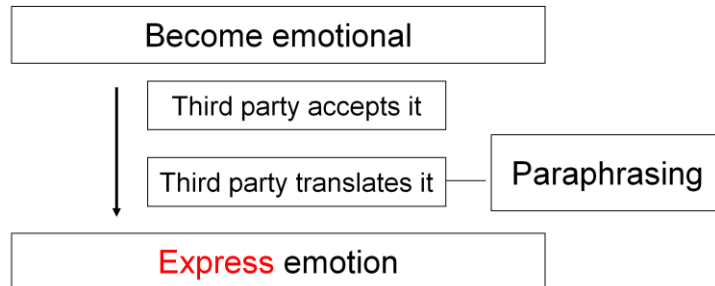 Become emotional
Third party accepts it
Third party translates it
Paraphrasing
Express emotion